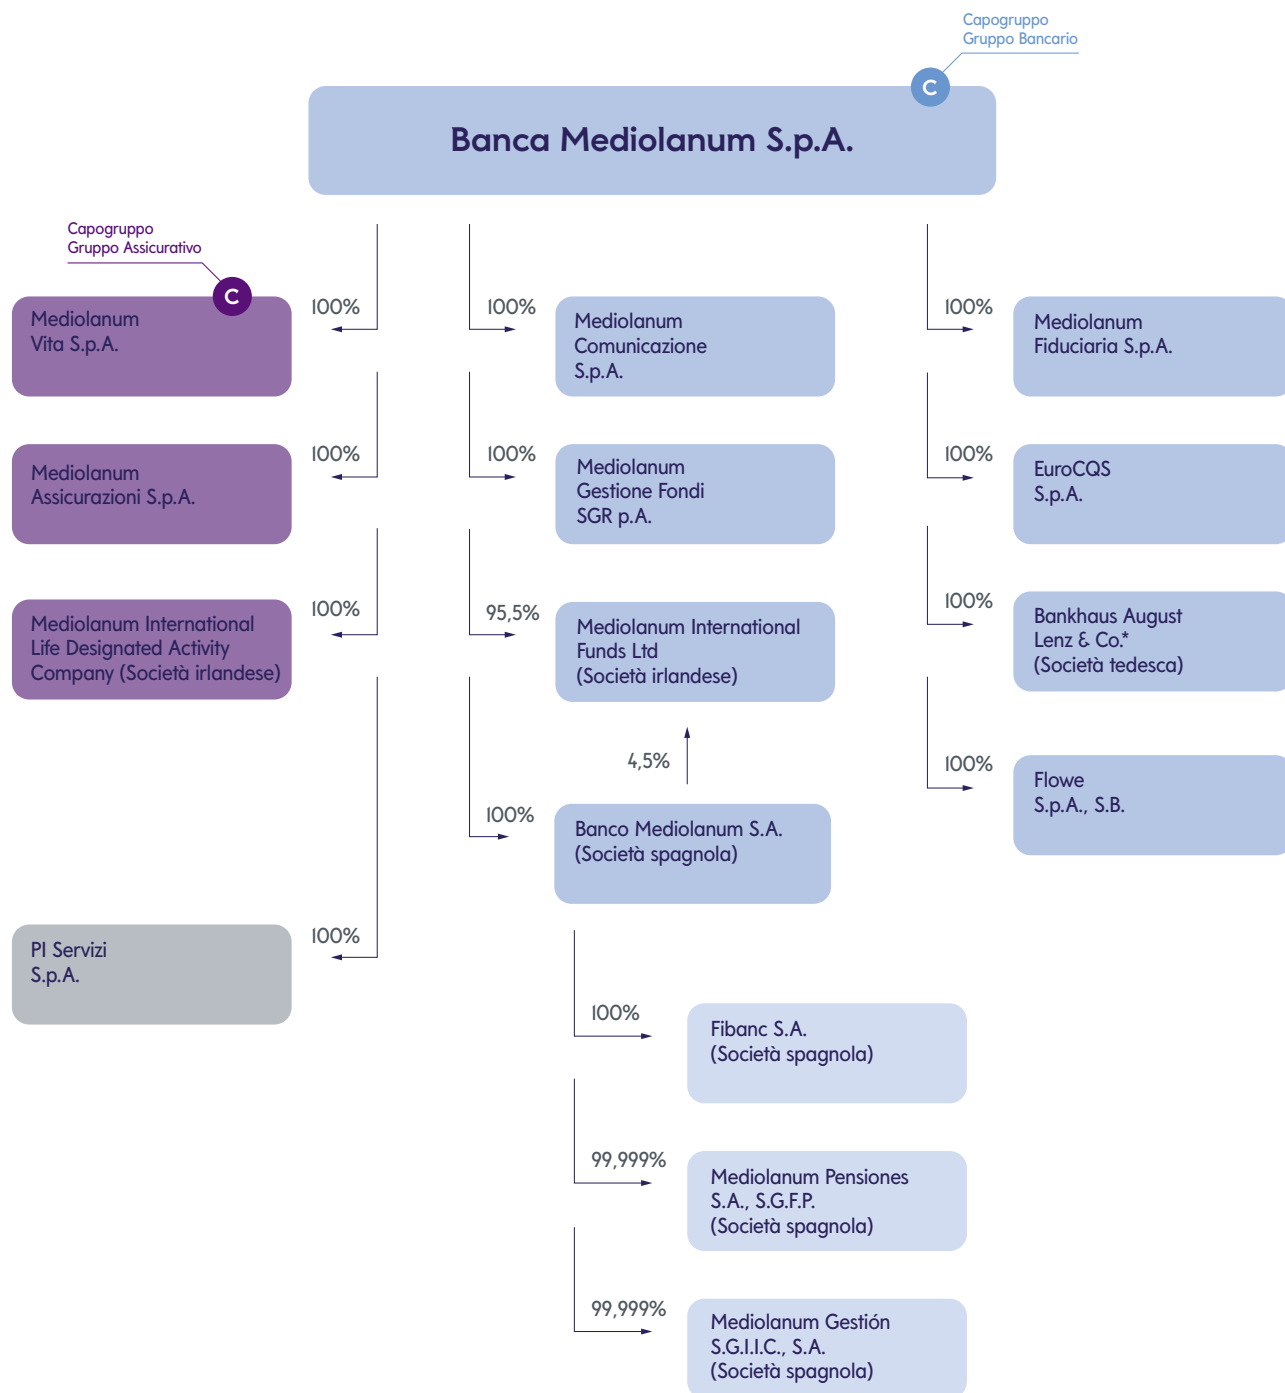 Capogruppo
Gruppo Bancario
C
Banca Mediolanum S.p.A.
Capogruppo
Gruppo Assicurativo
C
100%
Mediolanum
Vita S.p.A.
100%
Mediolanum
Comunicazione
S.p.A.
100%
Mediolanum
Fiduciaria S.p.A.
100%
Mediolanum
Assicurazioni S.p.A.
100%
Mediolanum
Gestione Fondi
SGR p.A.
100%
EuroCQS
S.p.A.
100%
Mediolanum International
Life Designated Activity
Company (Società irlandese)
95,5%
Mediolanum International
Funds Ltd
(Società irlandese)
100%
Bankhaus August
Lenz & Co.*
(Società tedesca)
4,5%
100%
Flowe
S.p.A., S.B.
100%
Banco Mediolanum S.A.
(Società spagnola)
100%
PI Servizi
S.p.A.
100%
Fibanc S.A.
(Società spagnola)
99,999%
Mediolanum Pensiones
S.A., S.G.F.P.
(Società spagnola)
99,999%
Mediolanum Gestión
S.G.I.I.C., S.A.
(Società spagnola)